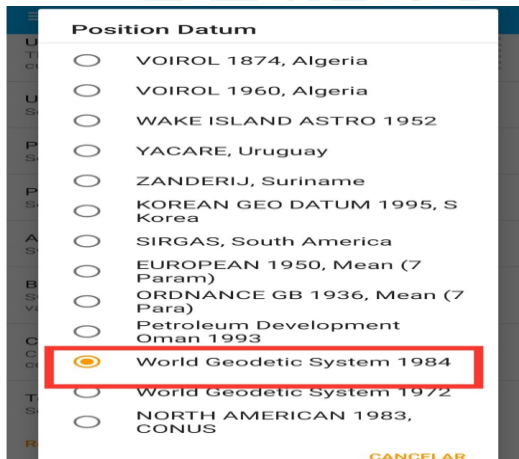 Position Datum
VOIROL 1874, Algeria
VOIROL 1960, Algeria
WAKE ISLAND ASTRO 1952
YACARE, Uruguay
ZANDERIJ, Suriname
KOREAN GEO DATUM 1995, S
Korea
SIRGAS, South America
EUROPEAN 1950, Mean (7
Param)
ORDNANCE GB 1936, Mean (7
Para)
Petroleum Development
Oman 1993
World Geodetic System 1984
World Geodetic System 1972
NORTH AMERICAN 1983,
CONUS
CANCELAR